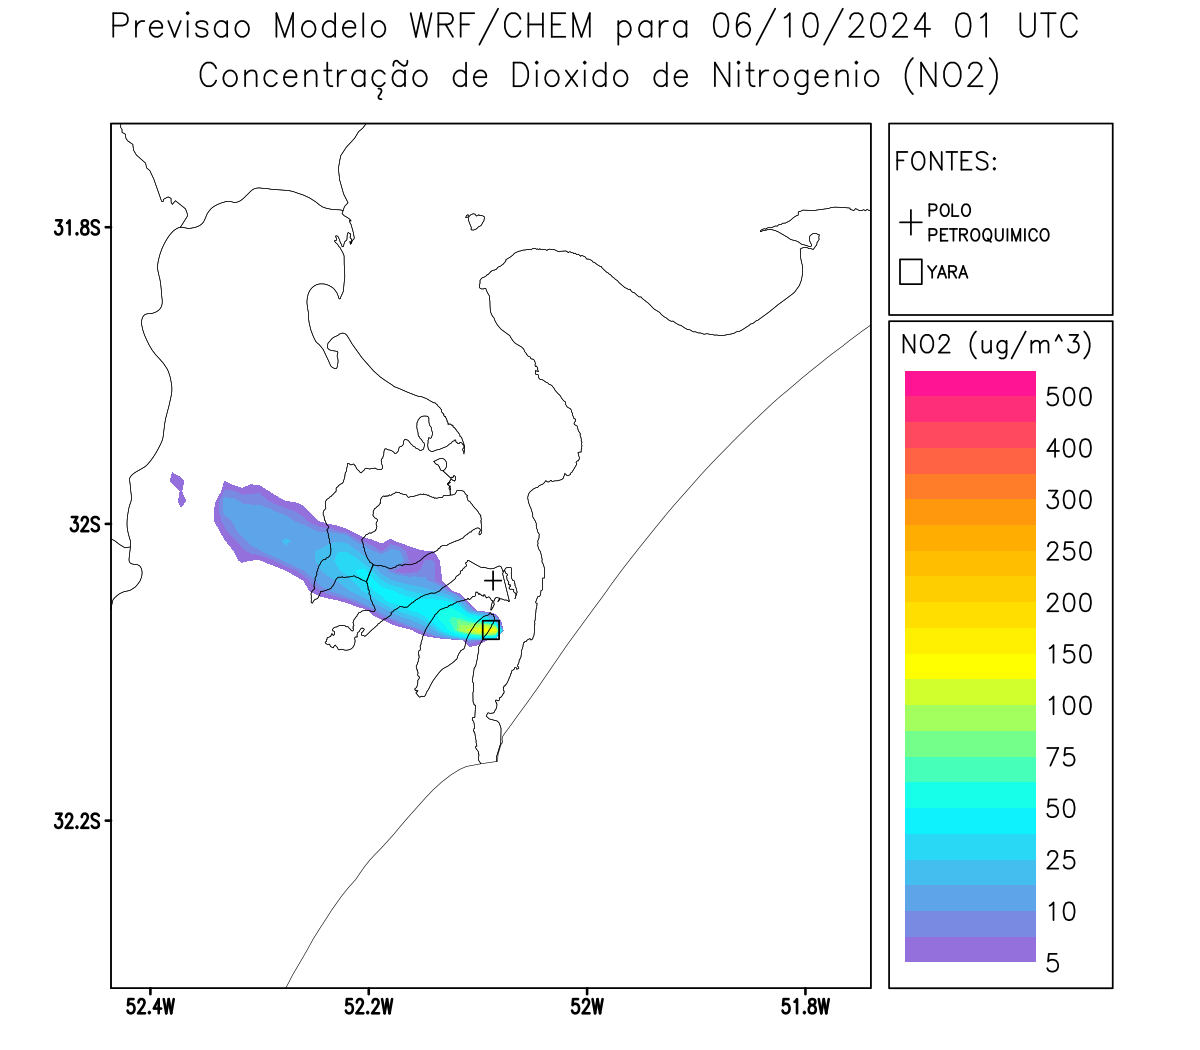 Previsao Modelo WRF/CHEM para 06/10/2024 01 UTC
Concentração de Dioxido de Nitrogenio (NO2)
FONTES:
POLO
PETROQUIMICO
YARA
31.8S
32S
32.2S
52.4W
52.2W
52W
51.8W
NO2 (ug/m^3)
500
400
300
250
200
150
100
75
50
25
10
5